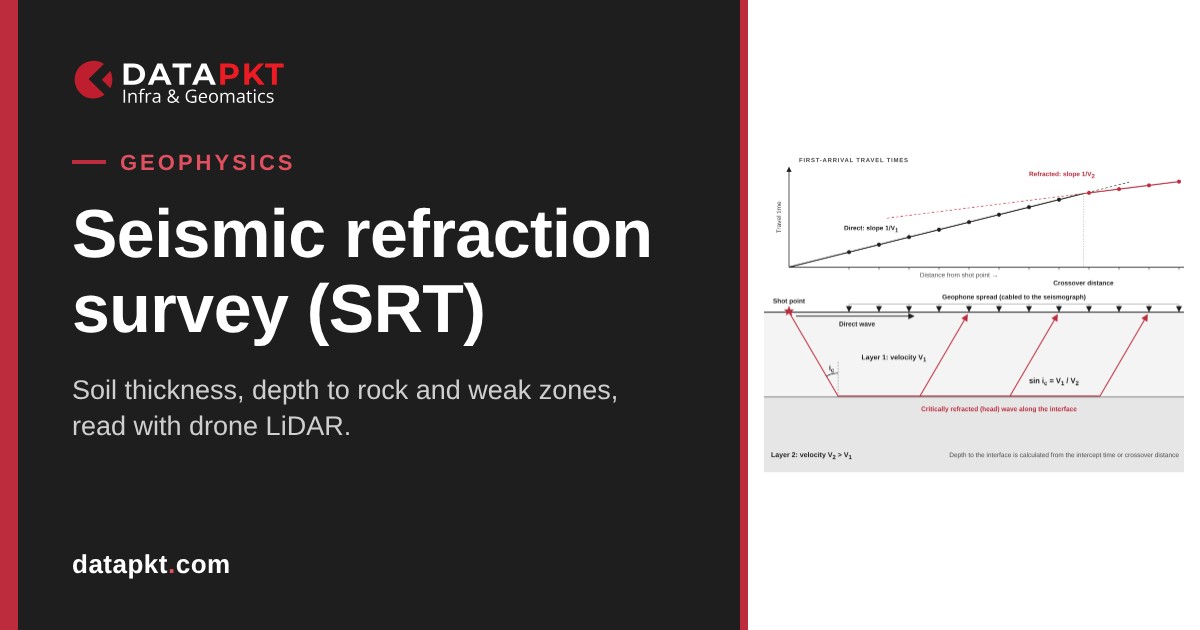 DATAPKT
Infra & Geomatics
GEOPHYSICS
Seismic refraction
survey (SRT)
Soil thickness, depth to rock and weak zones,
read with drone LiDAR.
datapkt.com
FIRST-ARRIVAL TRAVEL TIMES
Refracted: slope 1/V2
Travel time
Direct: slope 1/V1
Distance from shot point →
Crossover distance
Shot point
Geophone spread (cabled to the seismograph)
Direct wave
Layer 1: velocity V1
ic
sin ic = V1 / V2
Critically refracted (head) wave along the interface
Layer 2: velocity V2 > V1
Depth to the interface is calculated from the intercept time or crossover distance